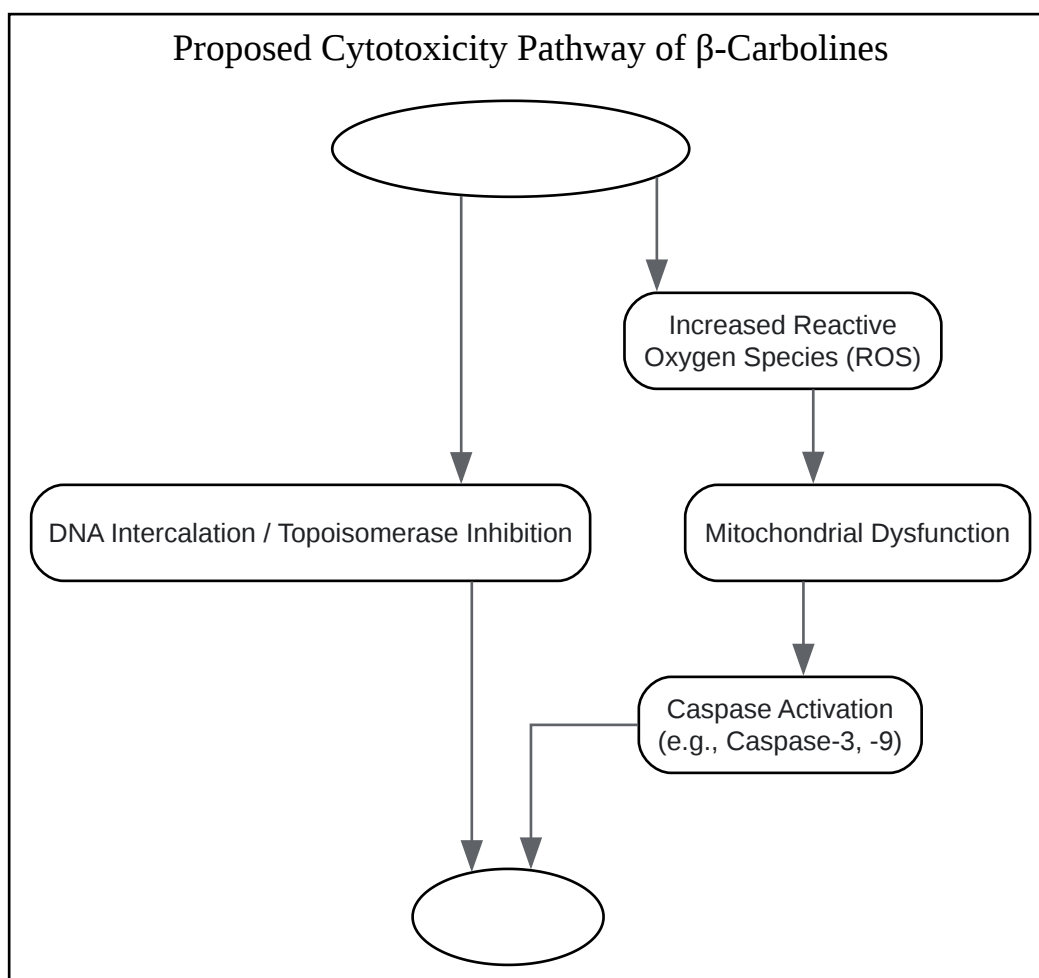 Proposed Cytotoxicity Pathway of β-Carbolines
Increased Reactive
Oxygen Species (ROS)
DNA Intercalation / Topoisomerase Inhibition
Mitochondrial Dysfunction
Caspase Activation
(e.g., Caspase-3, -9)